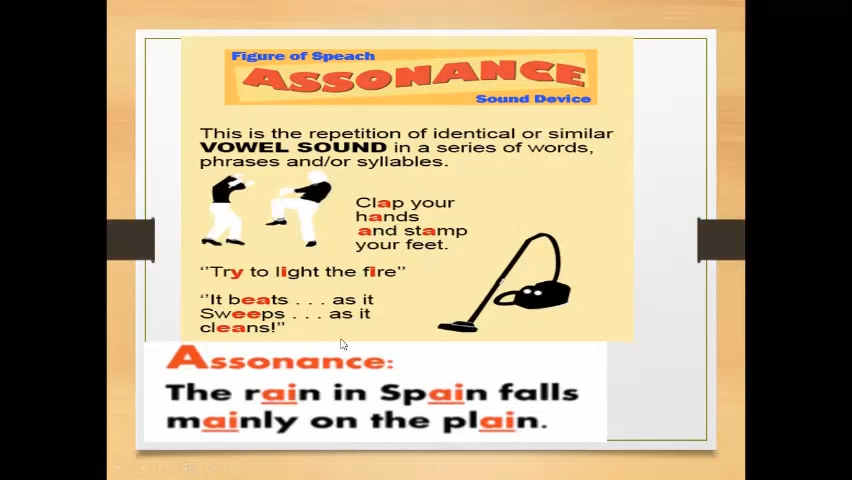 Figure of Speach
ASSONANCE
Sound Device
This is the repetition of identical or similar
VOWEL SOUND in a series of words,
phrases and/or syllables.
Clap your
hands
and stamp
your feet.
"Try to light the fire"
"It beats . . . as it
Sweeps . . . as it
cleans!"
Assonance:
The rain in Spain falls
mainly on the plain.